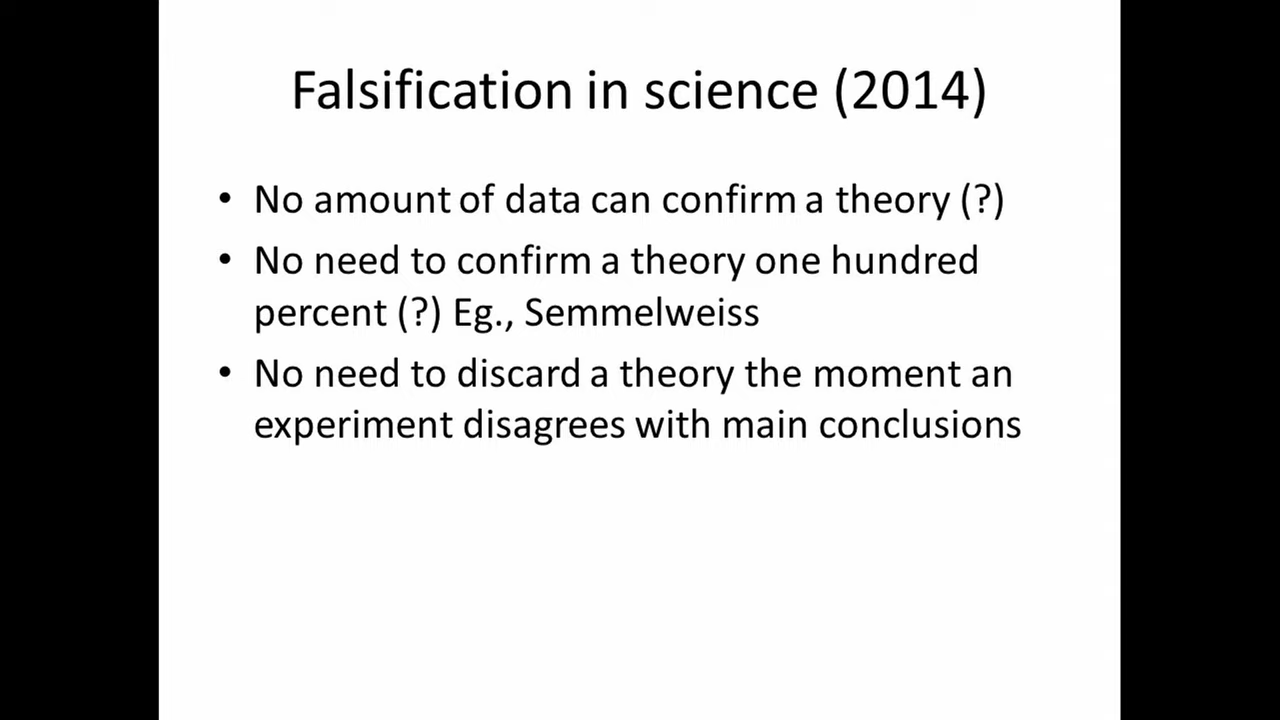 Falsification in science (2014)
• No amount of data can confirm a theory (?)
• No need to confirm a theory one hundred
percent (?) Eg., Semmelweiss
• No need to discard a theory the moment an
experiment disagrees with main conclusions